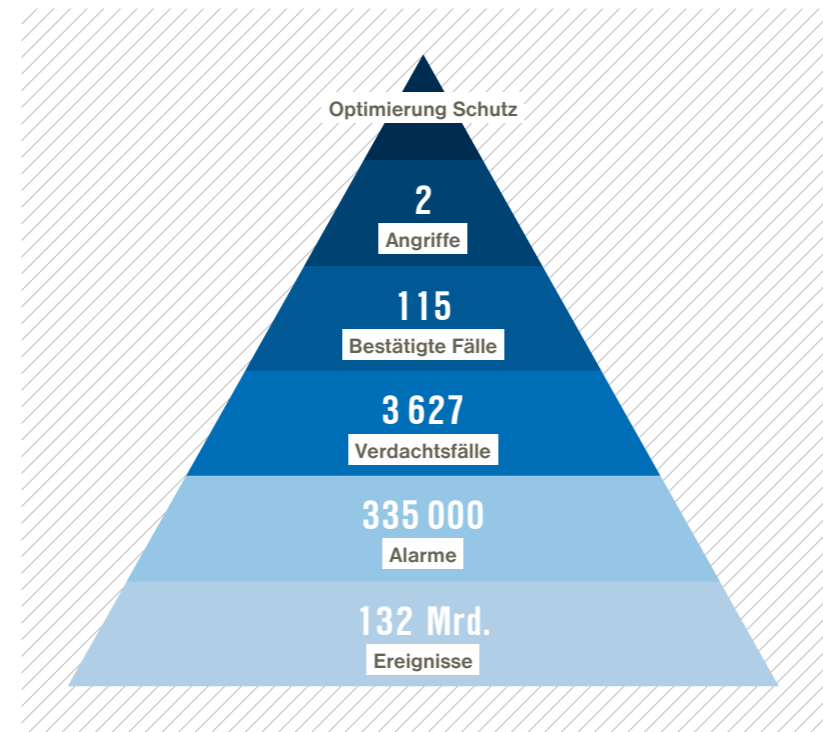 Optimierung Schutz
2
Angriffe
115
Bestätigte Fälle
3 627
Verdachtsfälle
335 000
Alarme
132 Mrd.
Ereignisse